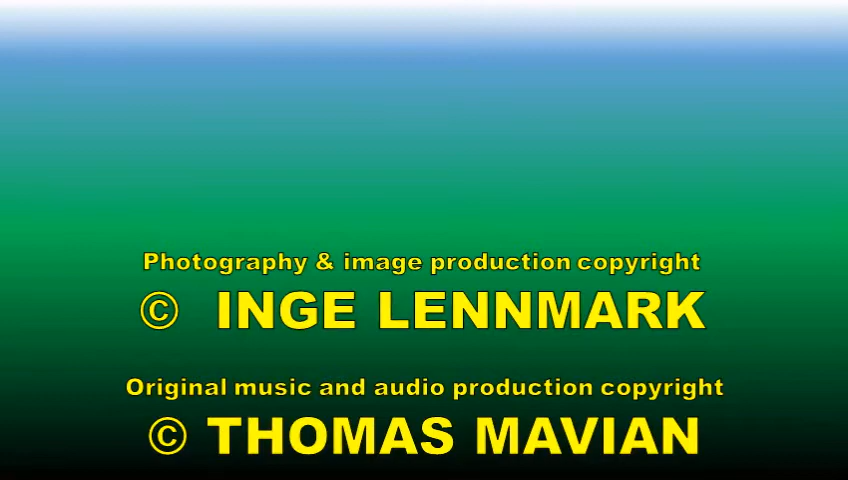 Photography & image production copyright
© INGE LENNMARK
Original music and audio production copyright
© THOMAS MAVIAN